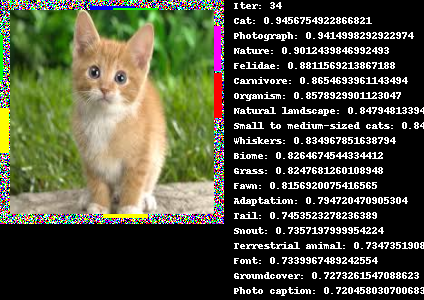 Iter: 34
Cat: 0.9456754922866821
Photograph: 0.9414998292922974
Nature: 0.9012439846992493
Felidae: 0.8811569213867188
Carnivore: 0.8654693961143494
Organism: 0.8578929901123047
Natural landscape: 0.84794813394
Small to medium-sized cats: 0.84
Whiskers: 0.834967851638794
Biome: 0.8264674544334412
Grass: 0.8247681260108948
Fawn: 0.8156920075416565
Adaptation: 0.794720470905304
Tail: 0.7453523278236389
Snout: 0.7357197999954224
Terrestrial animal: 0.7347351908
Font: 0.7339967489242554
Groundcover: 0.7273261547088623
Photo caption: 0.720458030700683